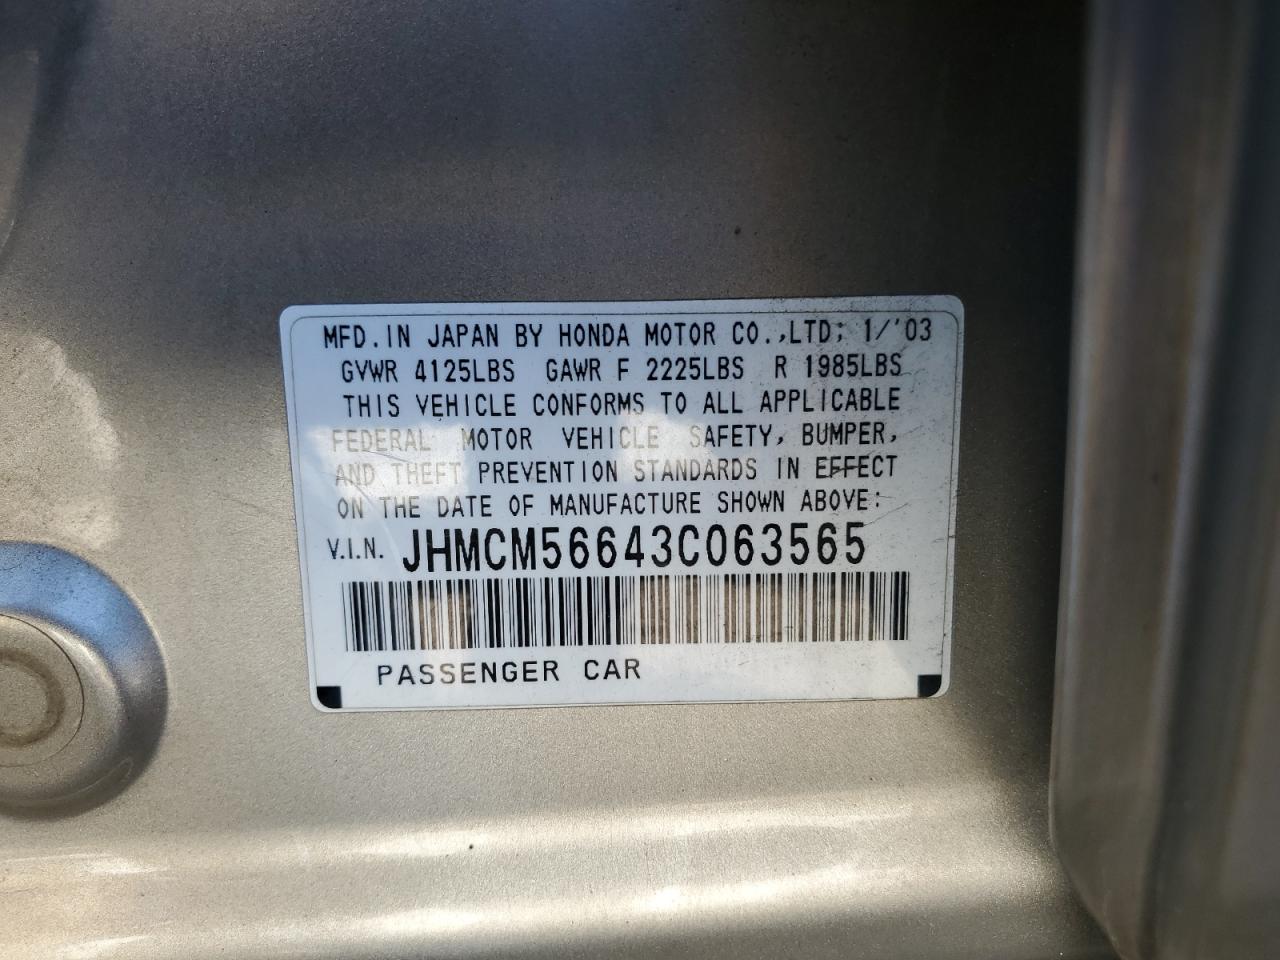 MFD.IN JAPAN BY HONDA MOTOR CO.,LTD; 1/'03
GVWR 4125LBS GAWR F 2225LBS R 1985LBS
THIS VEHICLE CONFORMS TO ALL APPLICABLE
FEDERAL MOTOR VEHICLE SAFETY, BUMPER,
AND THEFT PREVENTION STANDARDS IN EFFECT
ON THE DATE OF MANUFACTURE SHOWN ABOVE:
V.I.N. JHMCM56643C063565
PASSENGER CAR